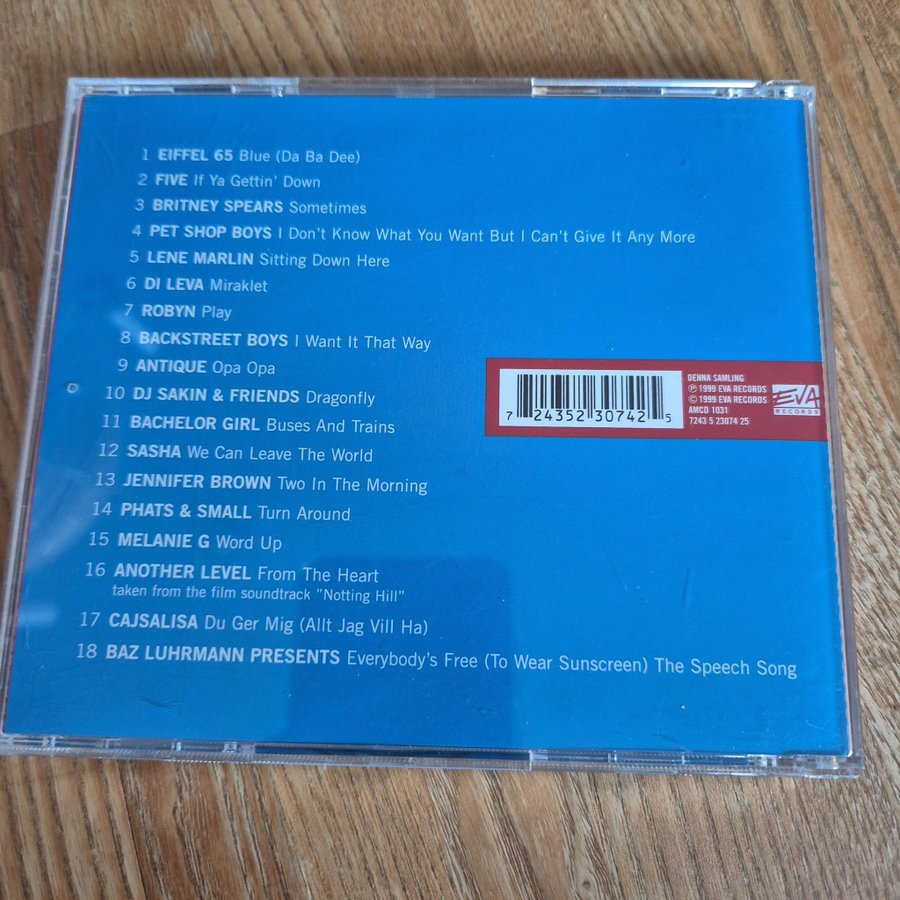 1 EIFFEL 65 Blue (Da Ba Dee)
2 FIVE If Ya Gettin' Down
3 BRITNEY SPEARS Sometimes
4 PET SHOP BOYS I Don't Know What You Want But I Can't Give It Any More
5 LENE MARLIN Sitting Down Here
6 DI LEVA Miraklet
7 ROBYN Play
8 BACKSTREET BOYS I Want It That Way
9 ANTIQUE Opa Opa
10 DJ SAKIN & FRIENDS Dragonfly
11 BACHELOR GIRL Buses And Trains
12 SASHA We Can Leave The World
13 JENNIFER BROWN Two In The Morning
14 PHATS & SMALL Turn Around
15 MELANIE G Word Up
16 ANOTHER LEVEL From The Heart
taken from the film soundtrack "Notting Hill"
17 CAJSALISA Du Ger Mig (Allt Jag Vill Ha)
18 BAZ LUHRMANN PRESENTS Everybody's Free (To Wear Sunscreen) The Speech Song
7 24352 30742 5
DENNA SAMLING
℗ 1999 EVA RECORDS
© 1999 EVA RECORDS
AMCD 1031
7243 5 23074 25
EVA
RECORDS